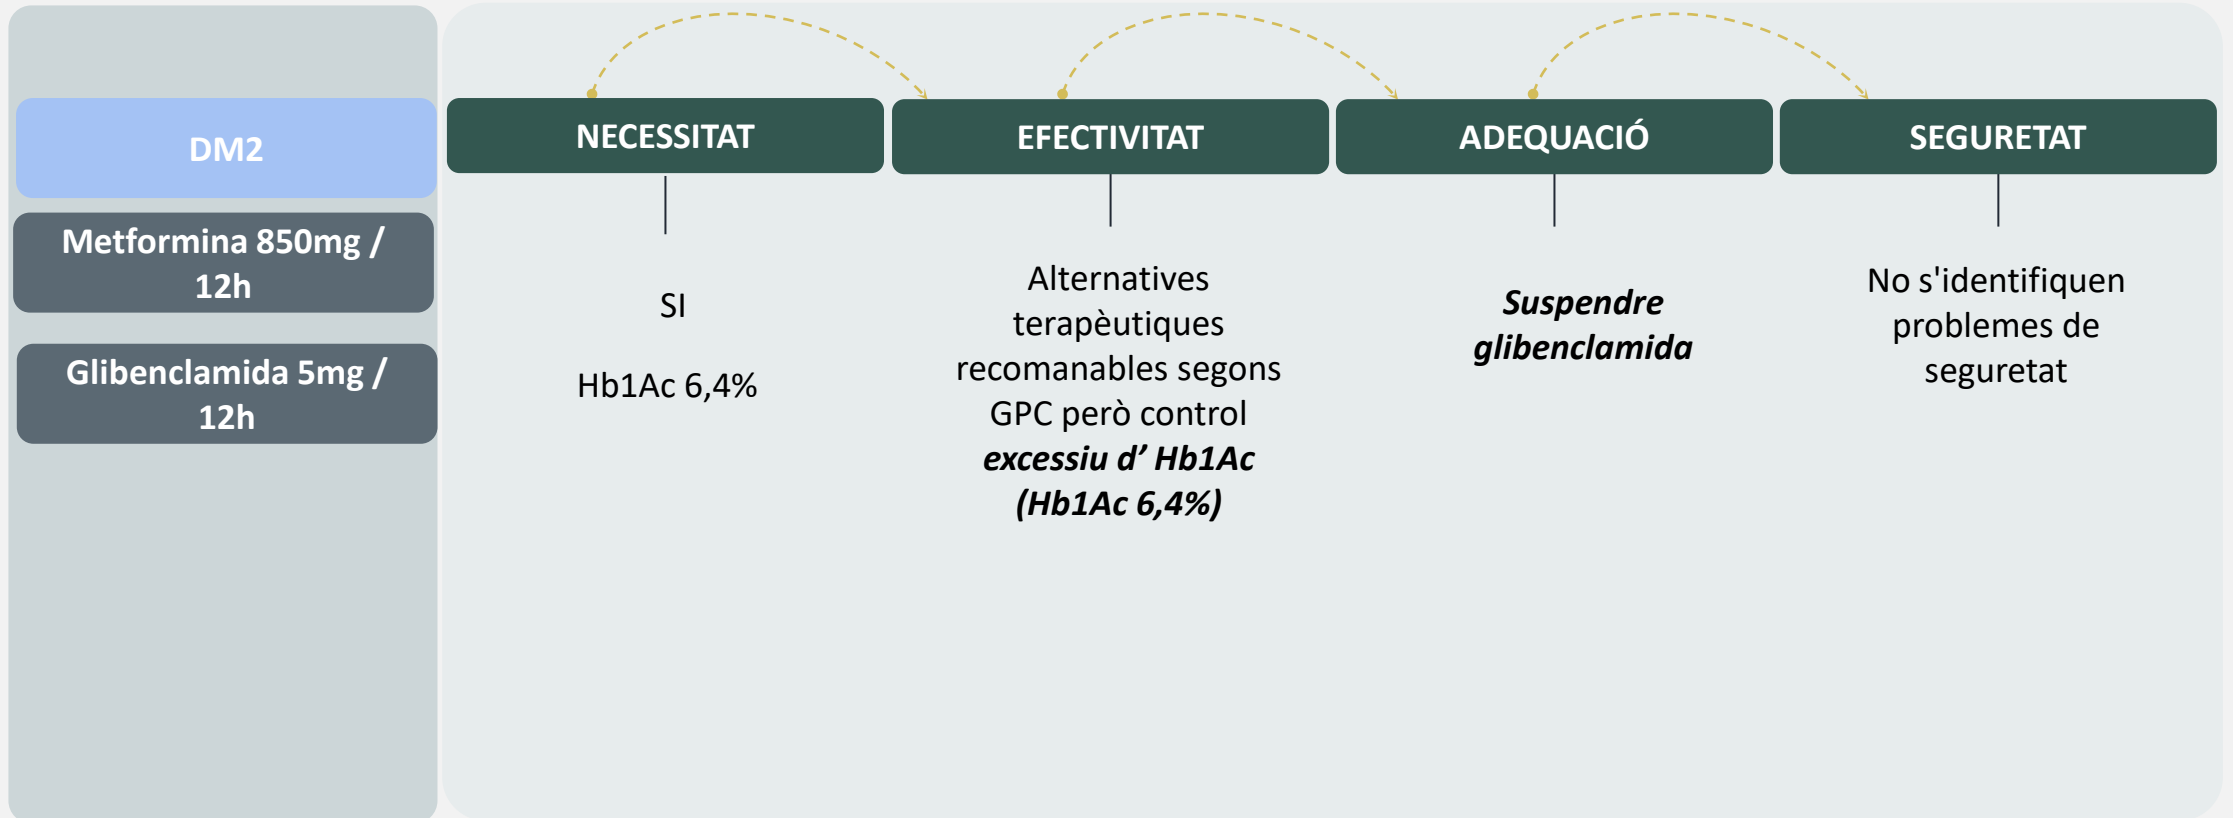 DM2
Metformina 850mg /
12h
Glibenclamida 5mg /
12h
NECESSITAT
SI
Hb1Ac 6,4%
EFECTIVITAT
Alternatives
terapèutiques
recomanables segons
GPC però control
excessiu d’ Hb1Ac
(Hb1Ac 6,4%)
ADEQUACIÓ
Suspendre
glibenclamida
SEGURETAT
No s'identifiquen
problemes de
seguretat